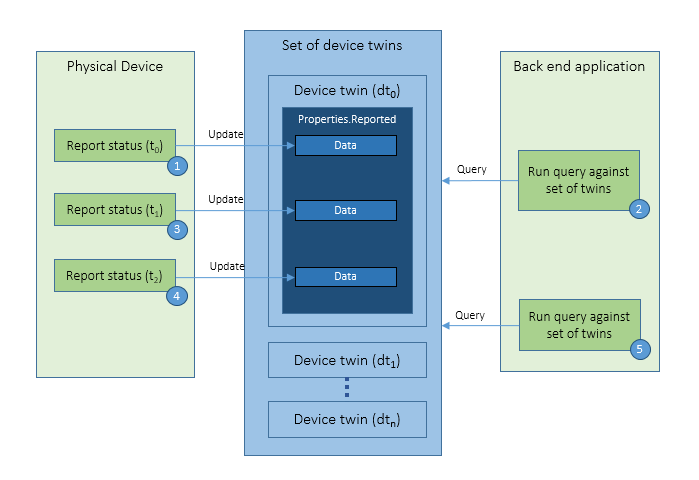 Physical Device
Report status (t0)
1
Report status (t1)
3
Report status (t2)
4
Update
Update
Update
Set of device twins
Device twin (dt0)
Properties.Reported
Data
Data
Data
Device twin (dt1)
Device twin (dtn)
Query
Query
Back end application
Run query against
set of twins
2
Run query against
set of twins
5